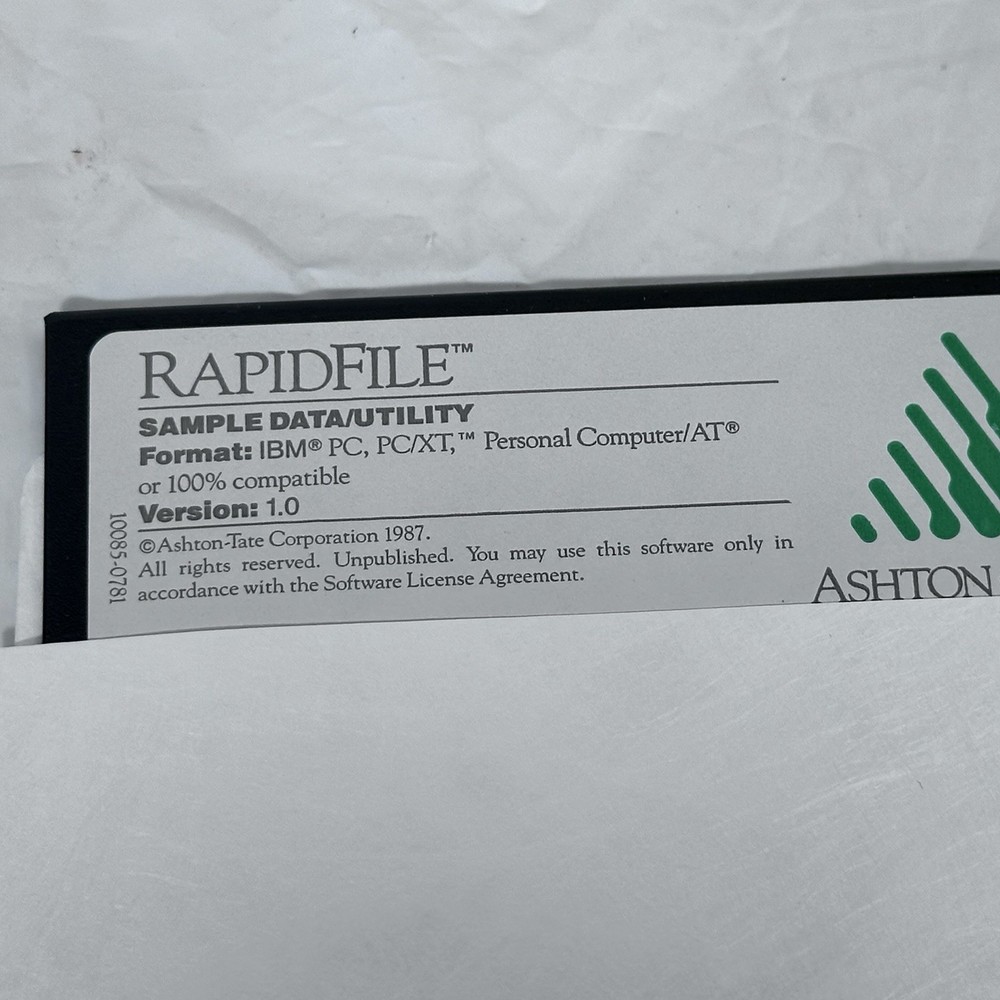 RAPIDFILE™
SAMPLE DATA/UTILITY
Format: IBM® PC, PC/XT,™ Personal Computer/AT®
or 100% compatible
Version: 1.0
©Ashton-Tate Corporation 1987.
All rights reserved. Unpublished. You may use this software only in
accordance with the Software License Agreement.
10085-0781
ASHTON